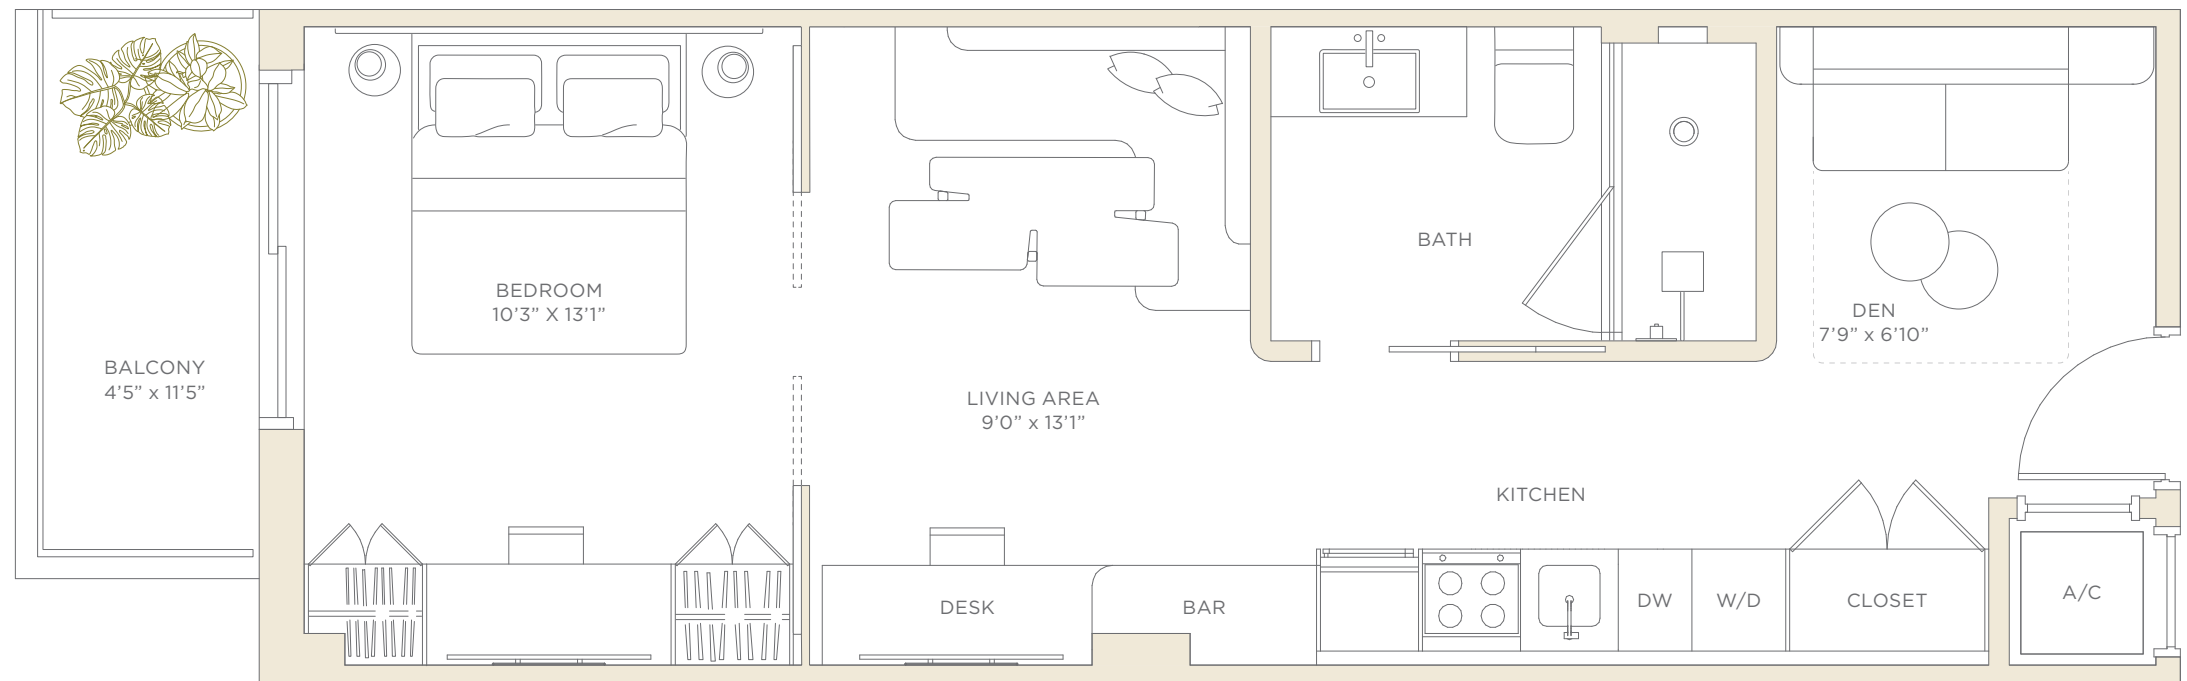 BALCONY
4’5” x 11’5”
BEDROOM
10’3” X 13’1”
LIVING AREA
9’0” x 13’1”
DESK
BAR
BATH
KITCHEN
DW
W/D
CLOSET
DEN
7’9” x 6’10”
A/C